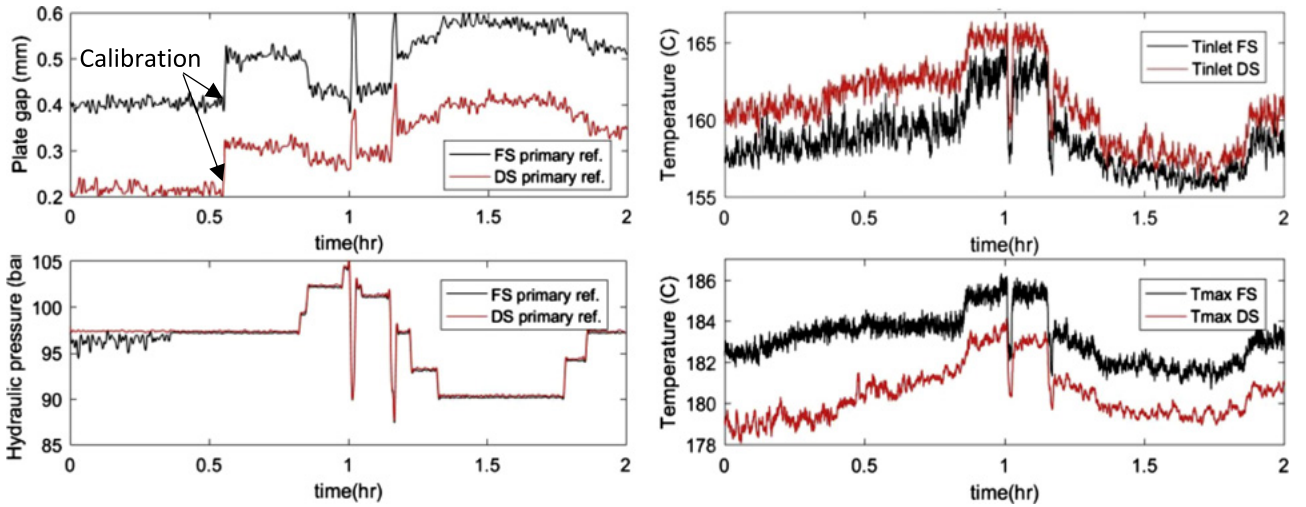 Plate gap (mm)
0.6
0.5
0.4
0.3
0.2
Calibration
FS primary ref.
DS primary ref.
0 0.5 1 1.5 2
time(hr)
Temperature (C)
165
160
155
Tinlet FS
Tinlet DS
0 0.5 1 1.5 2
time(hr)
Hydraulic pressure (ba
105
100
95
90
85
FS primary ref.
DS primary ref.
0 0.5 1 1.5 2
time(hr)
Temperature (C)
186
184
182
180
178
Tmax FS
Tmax DS
0 0.5 1 1.5 2
time(hr)